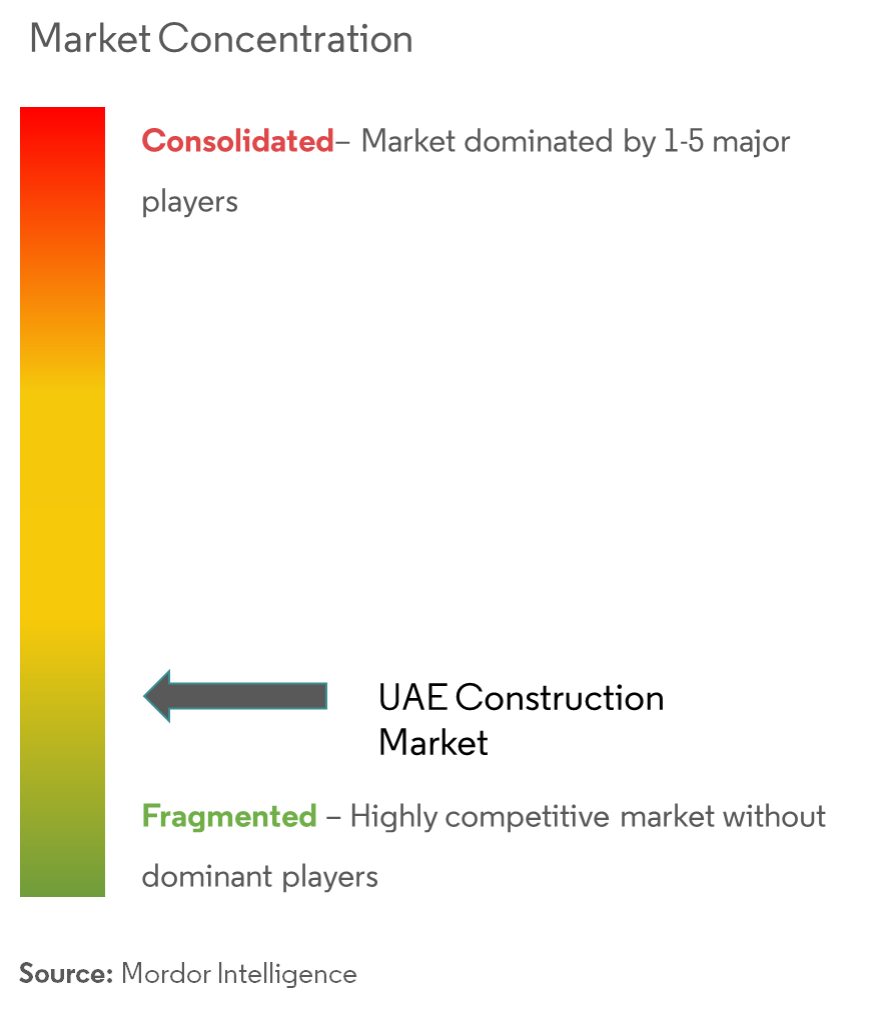 Market Concentration
Consolidated– Market dominated by 1-5 major
players
UAE Construction
Market
Fragmented – Highly competitive market without
dominant players
Source: Mordor Intelligence